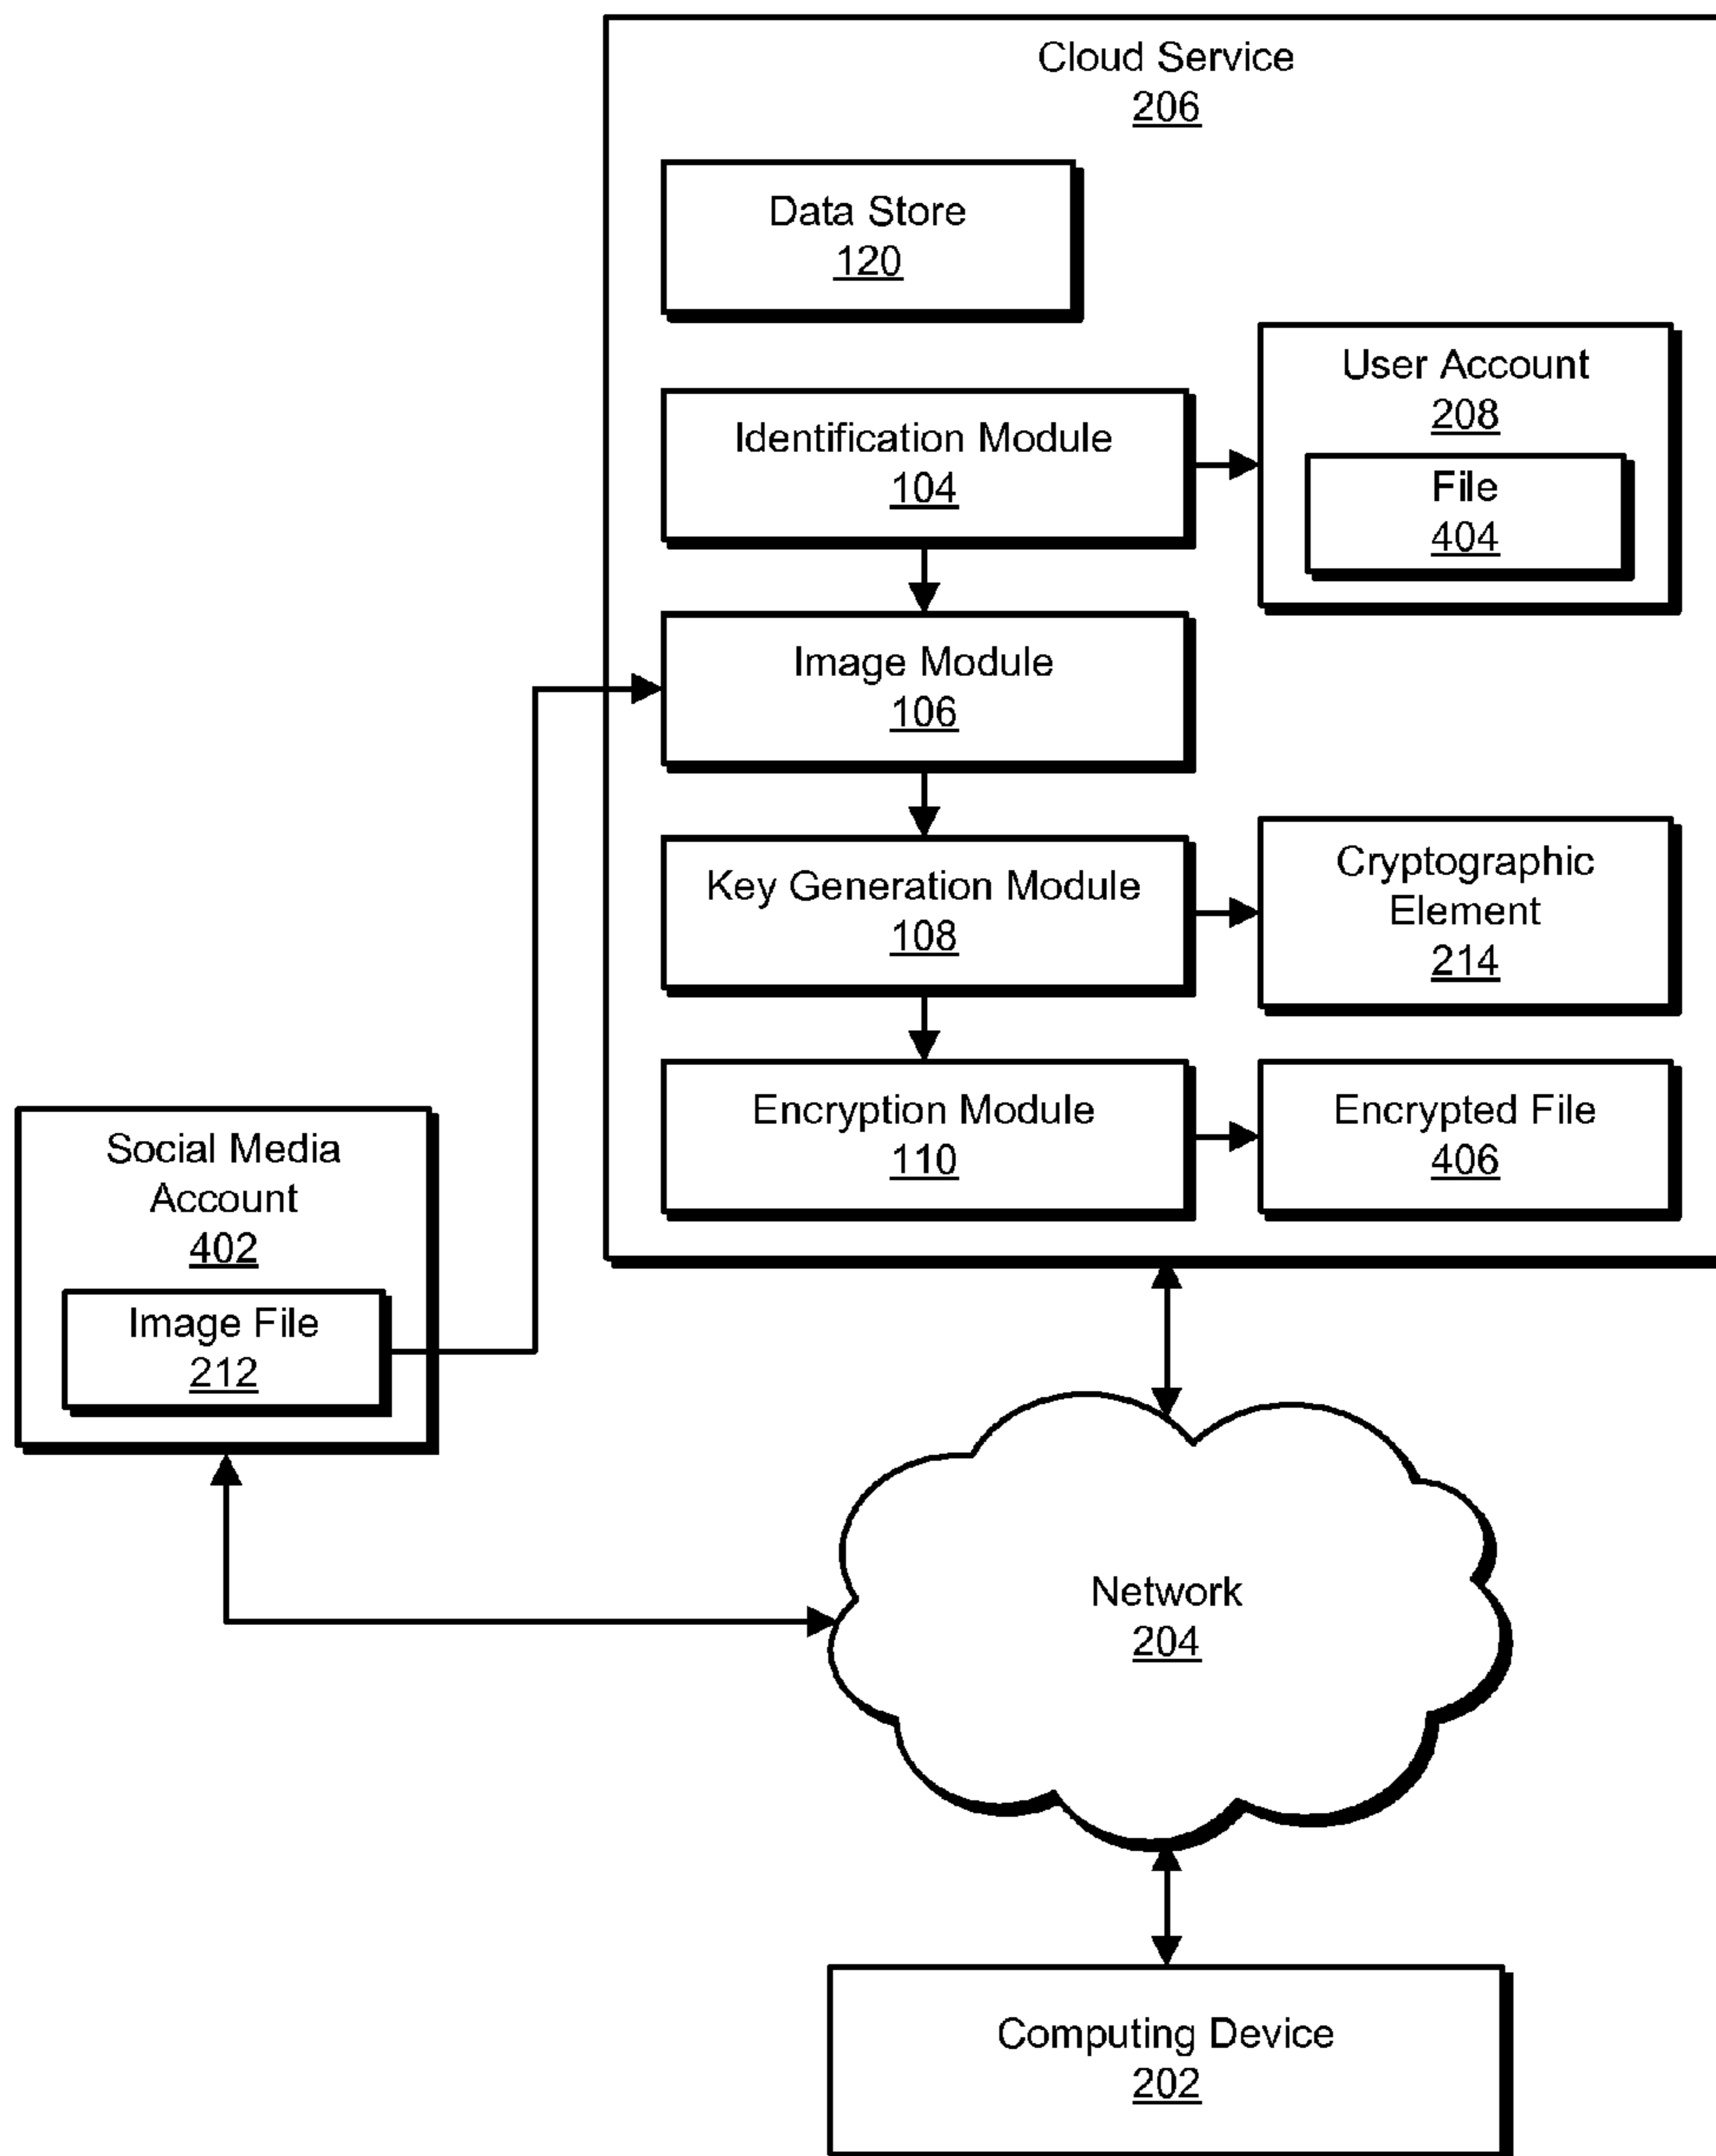 Cloud Service
206
Data Store
120
User Account
208
File
404
Identification Module
104
Image Module
106
Key Generation Module
108
Cryptographic
Element
214
Encryption Module
110
Encrypted File
406
Social Media
Account
402
Image File
212
Network
204
Computing Device
202